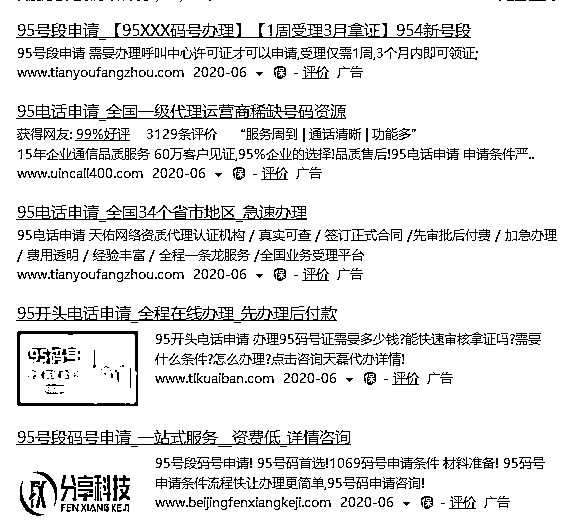 95号段申请_【95XXX码号办理】【1周受理3月拿证】954新号段
95号段申请 需要办理呼叫中心许可证才可以申请,受理仅需1周,3个月内即可领证;
www.tianyoufangzhou.com 2020-06 保 - 评价 广告
95电话申请_全国一级代理运营商稀缺号码资源
获得网友: 99%好评 3129条评价 “服务周到 | 通话清晰 | 功能多”
15年企业通信品质服务 60万客户见证,95%企业的选择!品质售后!95电话申请 申请条件严..
www.uincall400.com 2020-06 保 - 评价 广告
95电话申请_全国34个省市地区_急速办理
95电话申请 天佑网络资质代理认证机构 / 真实可查 / 签订正式合同 /先审批后付费 / 加急办理
/ 费用透明 / 经验丰富 / 全程一条龙服务 /全国业务受理平台
www.tianyoufangzhou.com 2020-06 保 - 评价 广告
95开头电话申请_全程在线办理_先办理后付款
95码号
95开头电话申请 办理95码号证需要多少钱?能快速审核拿证吗?需要
什么条件?怎么办理?点击咨询天磊代办详情!
www.tlkuaiban.com 2020-06 保 - 评价 广告
95号段码号申请_一站式服务__资费低_详情咨询
分享科技
FENXIANG KEJI
95号段码号申请! 95号码首选!1069码号申请条件 材料准备! 95码号
申请条件流程快让办理更简单,95号码申请咨询!
www.beijingfenxiangkeji.com 2020-06 保 - 评价 广告